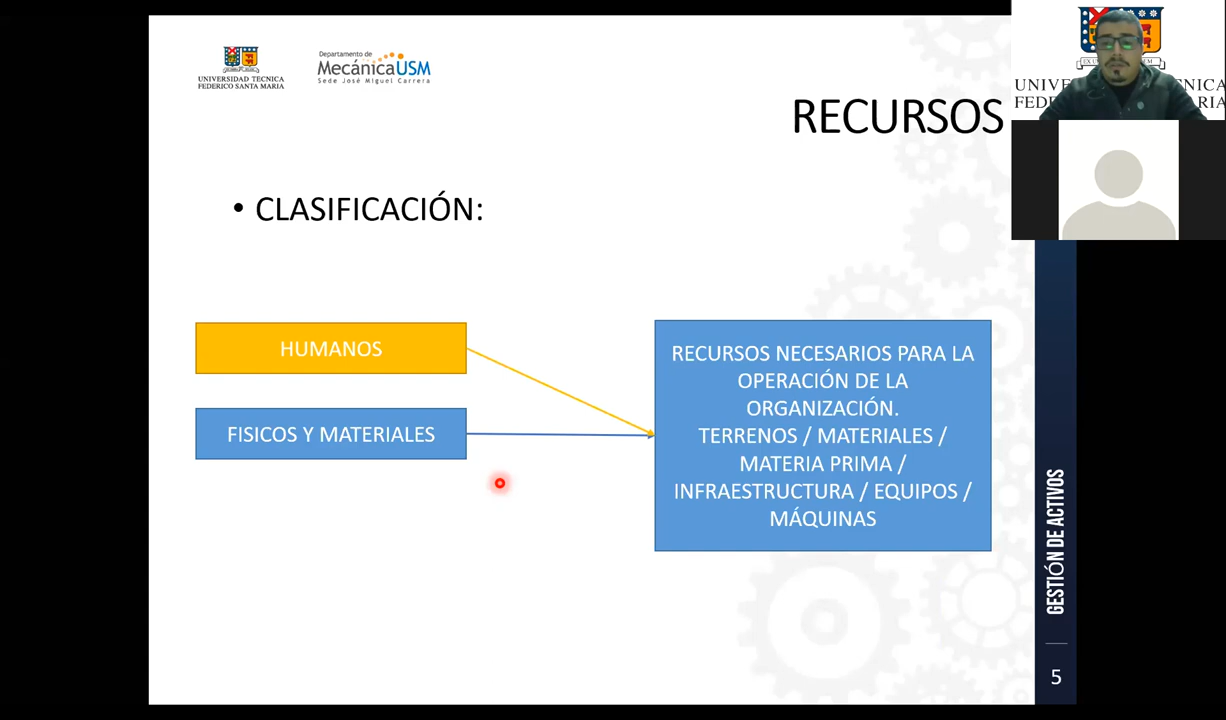 UNIVERSIDAD TECNICA
FEDERICO SANTA MARIA
Departamento de
MecánicaUSM
Sede José Miguel Carrera
RECURSOS
• CLASIFICACIÓN:
HUMANOS
FISICOS Y MATERIALES
RECURSOS NECESARIOS PARA LA
OPERACIÓN DE LA
ORGANIZACIÓN.
TERRENOS / MATERIALES /
MATERIA PRIMA /
INFRAESTRUCTURA / EQUIPOS /
MÁQUINAS
GESTIÓN DE ACTIVOS
5